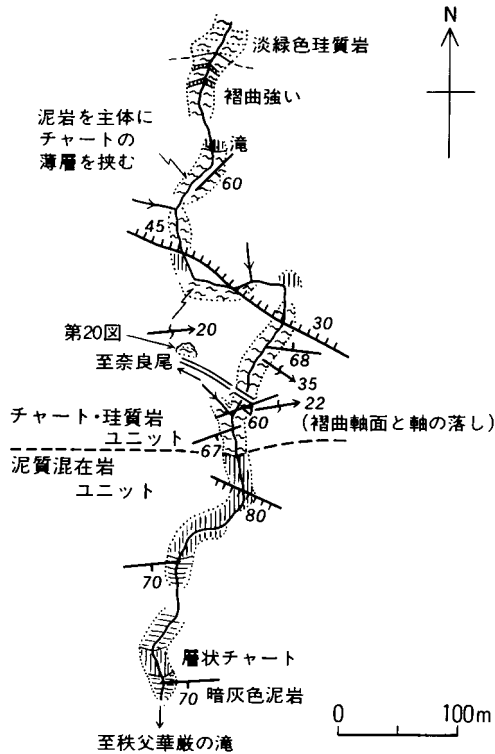 N
淡緑色珪質岩
褶曲強い
泥岩を主体に
チャートの
薄層を挟む
滝
60
45
30
20
第20図
至奈良尾
68
35
22
60
(褶曲軸面と軸の落し)
チャート・珪質岩
ユニット
67
泥質混在岩
ユニット
80
70
層状チャート
70
暗灰色泥岩
至秩父華厳の滝
0
100m